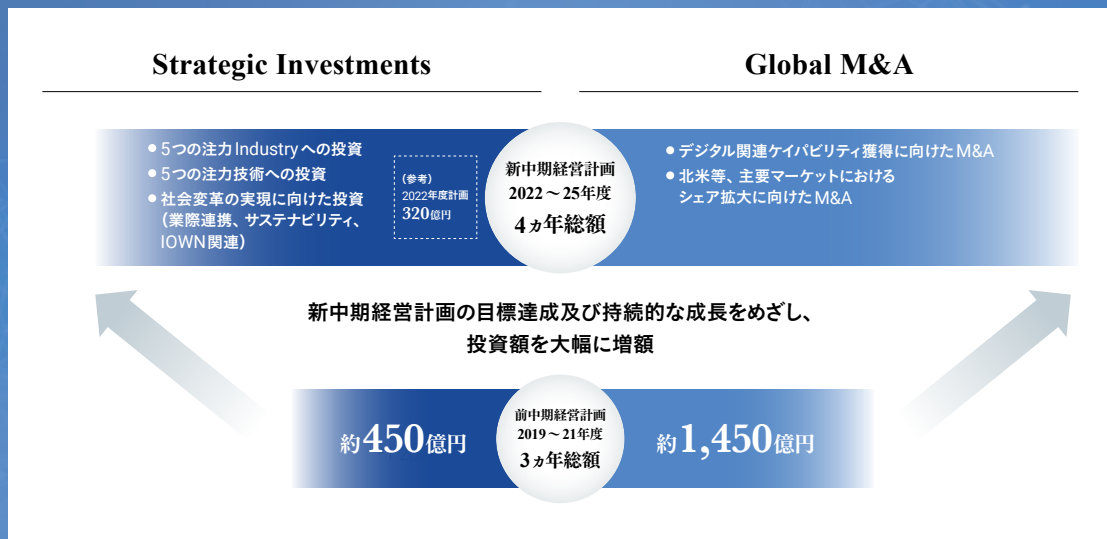 Strategic Investments
Global M&A
● 5つの注力Industryへの投資
● 5つの注力技術への投資
● 社会変革の実現に向けた投資
(業際連携、サステナビリティ、
IOWN関連)
(参考)
2022年度計画
320億円
新中期経営計画
2022～25年度
4ヵ年総額
● デジタル関連ケイパビリティ獲得に向けたM&A
● 北米等、主要マーケットにおける
シェア拡大に向けたM&A
新中期経営計画の目標達成及び持続的な成長をめざし、
投資額を大幅に増額
約450億円
前中期経営計画
2019～21年度
3ヵ年総額
約1,450億円